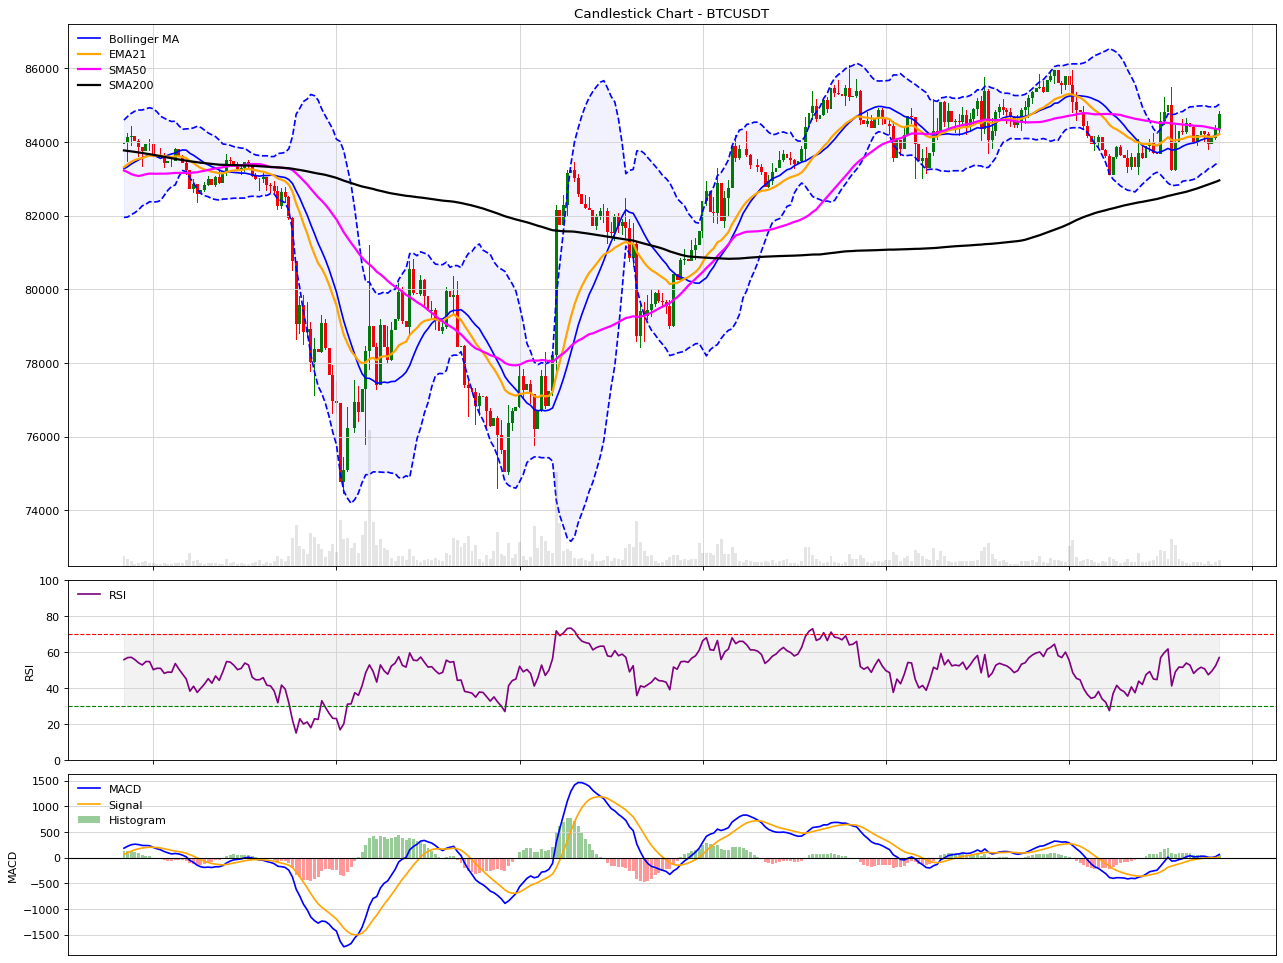 Candlestick Chart - BTCUSDT
Bollinger MA
EMA21
SMA50
SMA200
86000
84000
82000
80000
78000
76000
74000
RSI
100
80
60
40
20
0
RSI
MACD
Signal
Histogram
1500
1000
500
0
−500
−1000
−1500
MACD